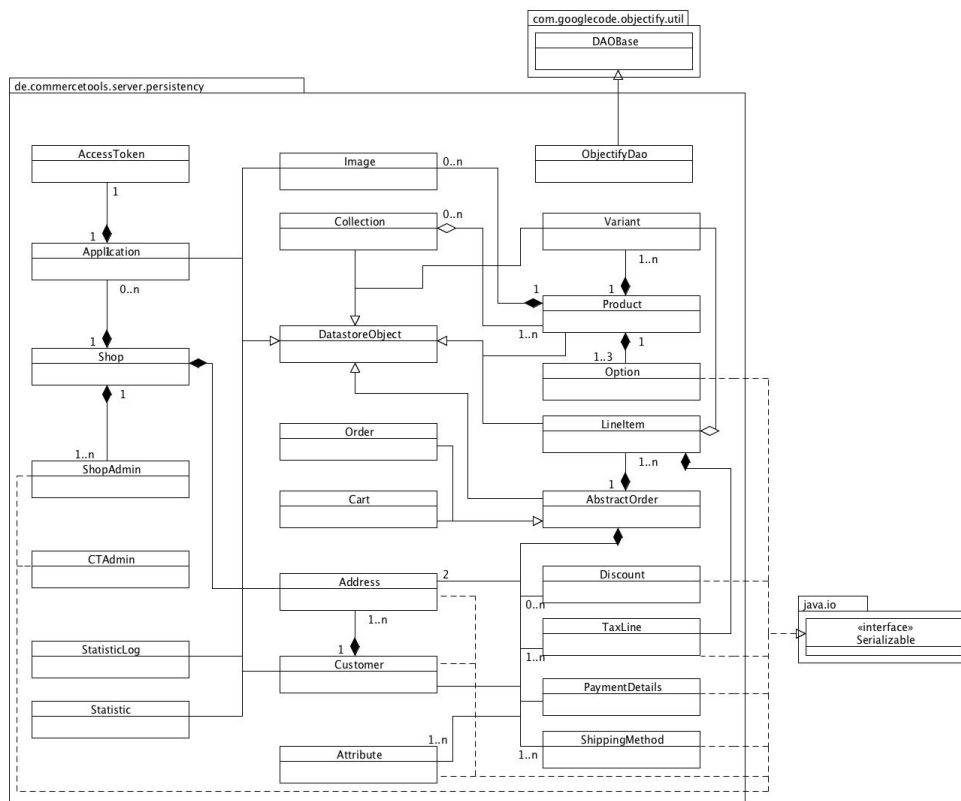 com.googlecode.objectify.util
DAOBase
de.commercetools.server.persistency
AccessToken
Image
0..n
ObjectifyDao
1
Collection
0..n
Variant
1
1
Application
1..n
0..n
1
1
Product
1
DatastoreObject
1..n
1
Shop
1..3
Option
1
LineItem
Order
1..n
1..n
ShopAdmin
1
Cart
AbstractOrder
CTAdmin
Address
2
Discount
0..n
java.io
«interface»
Serializable
1..n
TaxLine
StatisticLog
1
Customer
1..n
PaymentDetails
Statistic
1..n
ShippingMethod
Attribute
1..n